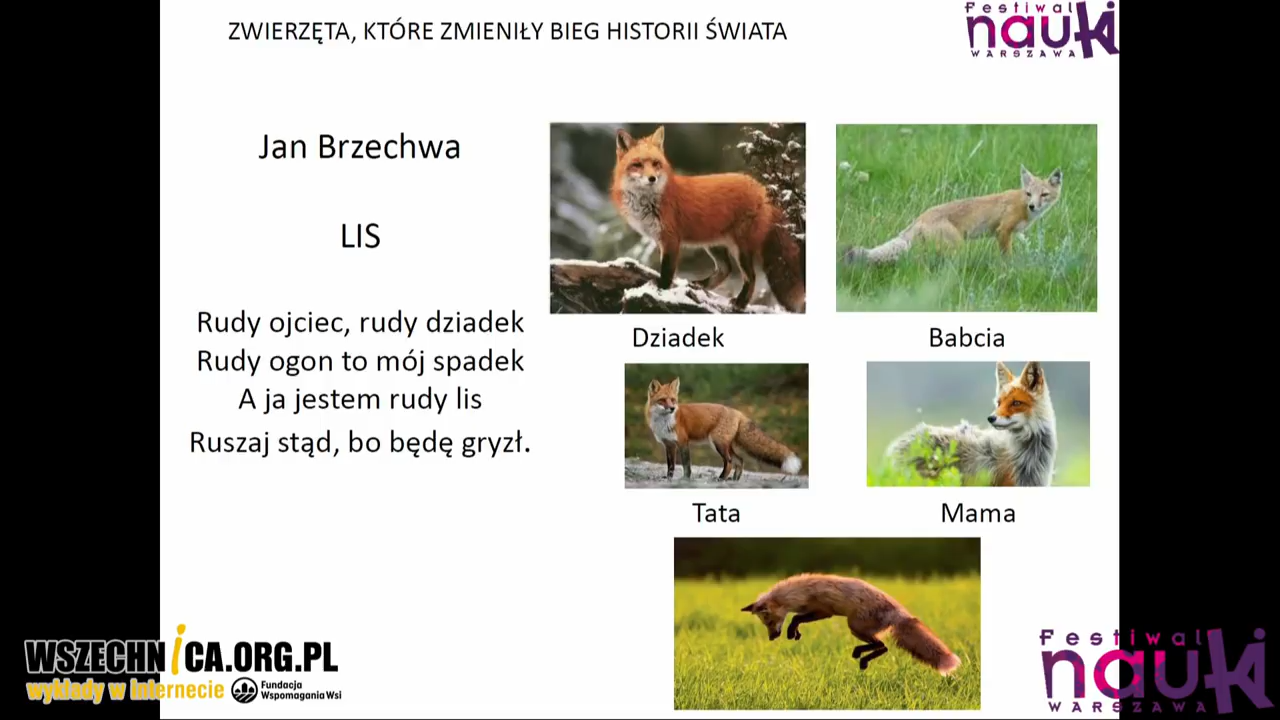 ZWIERZĘTA, KTÓRE ZMIENIŁY BIEG HISTORII ŚWIATA
Festiwal
nauki
WARSZAWA
Jan Brzechwa
LIS
Rudy ojciec, rudy dziadek
Rudy ogon to mój spadek
A ja jestem rudy lis
Ruszaj stąd, bo będę gryzł.
Dziadek
Babcia
Tata
Mama
WSZECHNICA.ORG.PL
wykłady w internecie
Fundacja
Wspomagania Wsi
Festiwal
nauki
WARSZAWA